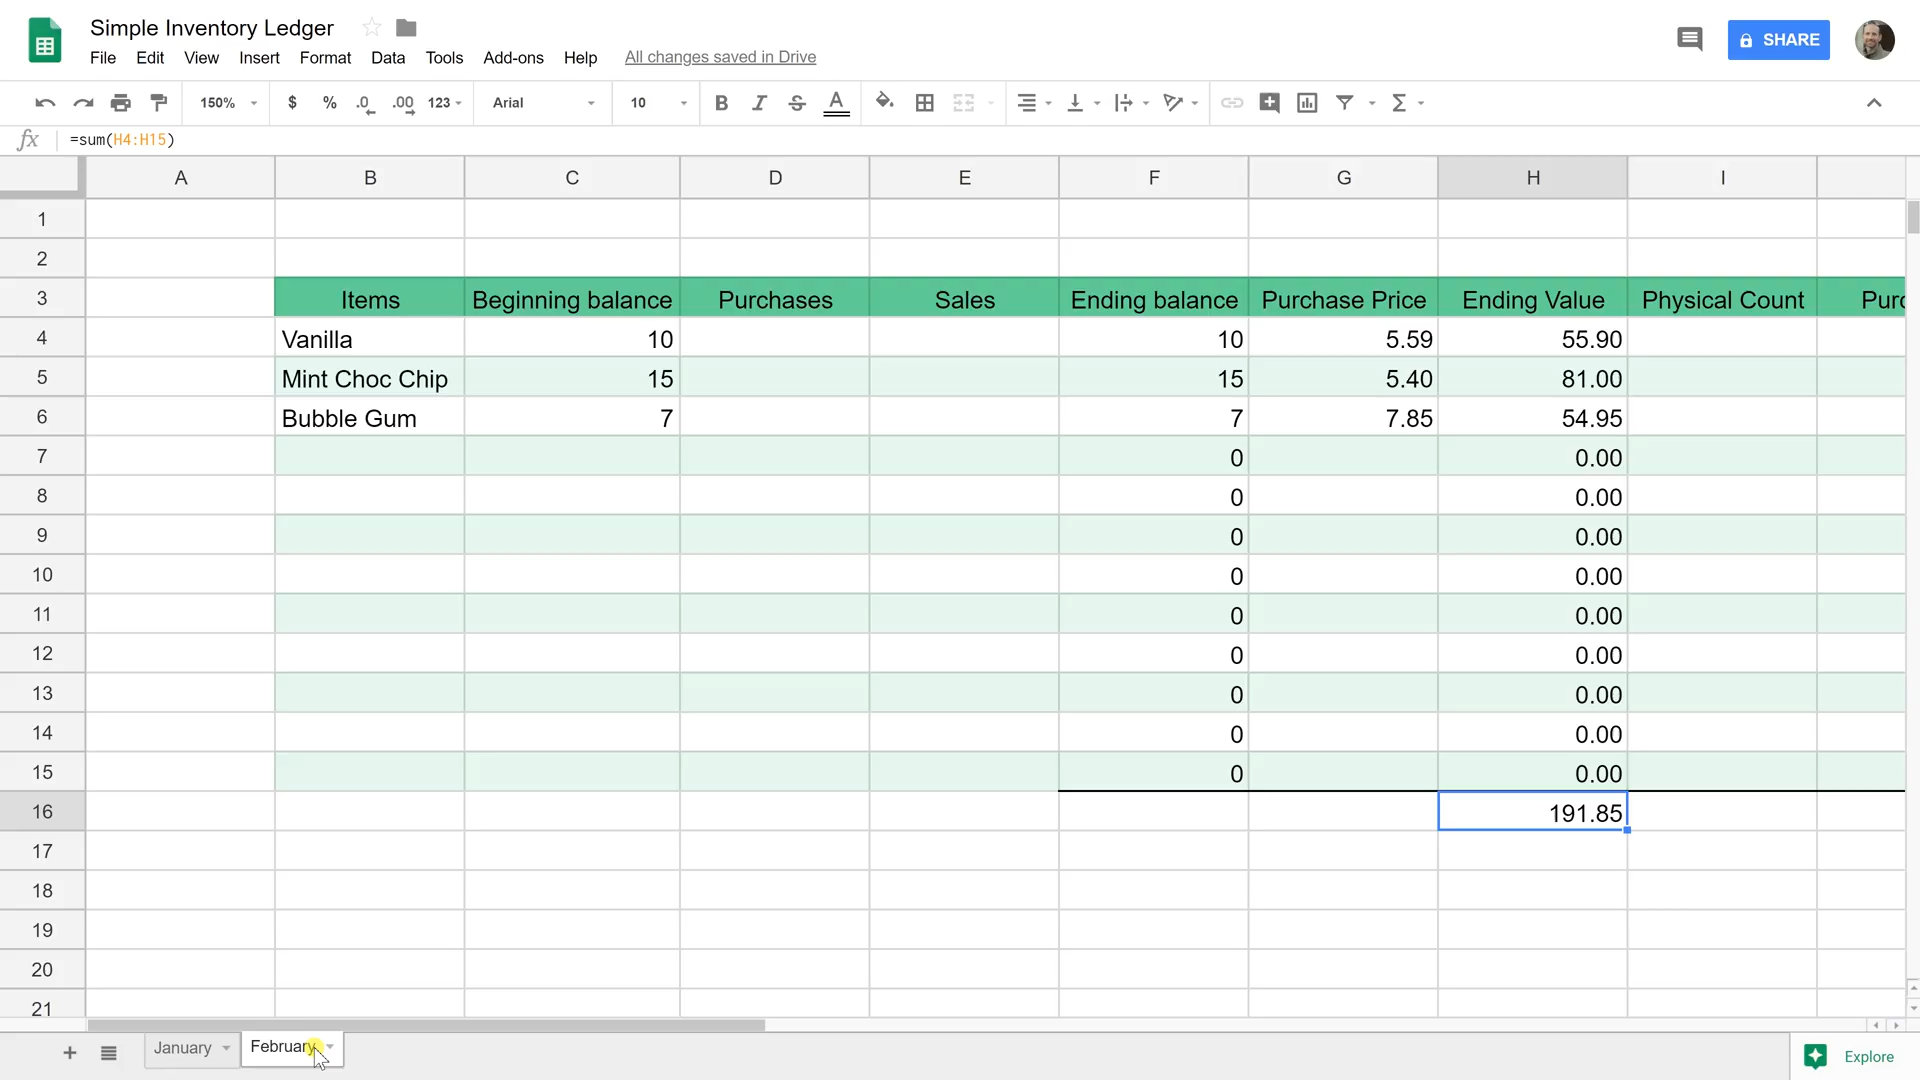 Simple Inventory Ledger
File Edit View Insert Format Data Tools Add-ons Help All changes saved in Drive
SHARE
150% $ % .0 .00 123 Arial 10 B I S A Σ
fx =sum(H4:H15)
A B C D E F G H I
1
2
3 Items Beginning balance Purchases Sales Ending balance Purchase Price Ending Value Physical Count Purc
4 Vanilla 10 10 5.59 55.90
5 Mint Choc Chip 15 15 5.40 81.00
6 Bubble Gum 7 7 7.85 54.95
7 0 0.00
8 0 0.00
9 0 0.00
10 0 0.00
11 0 0.00
12 0 0.00
13 0 0.00
14 0 0.00
15 0 0.00
16 191.85
17
18
19
20
21
January February Explore